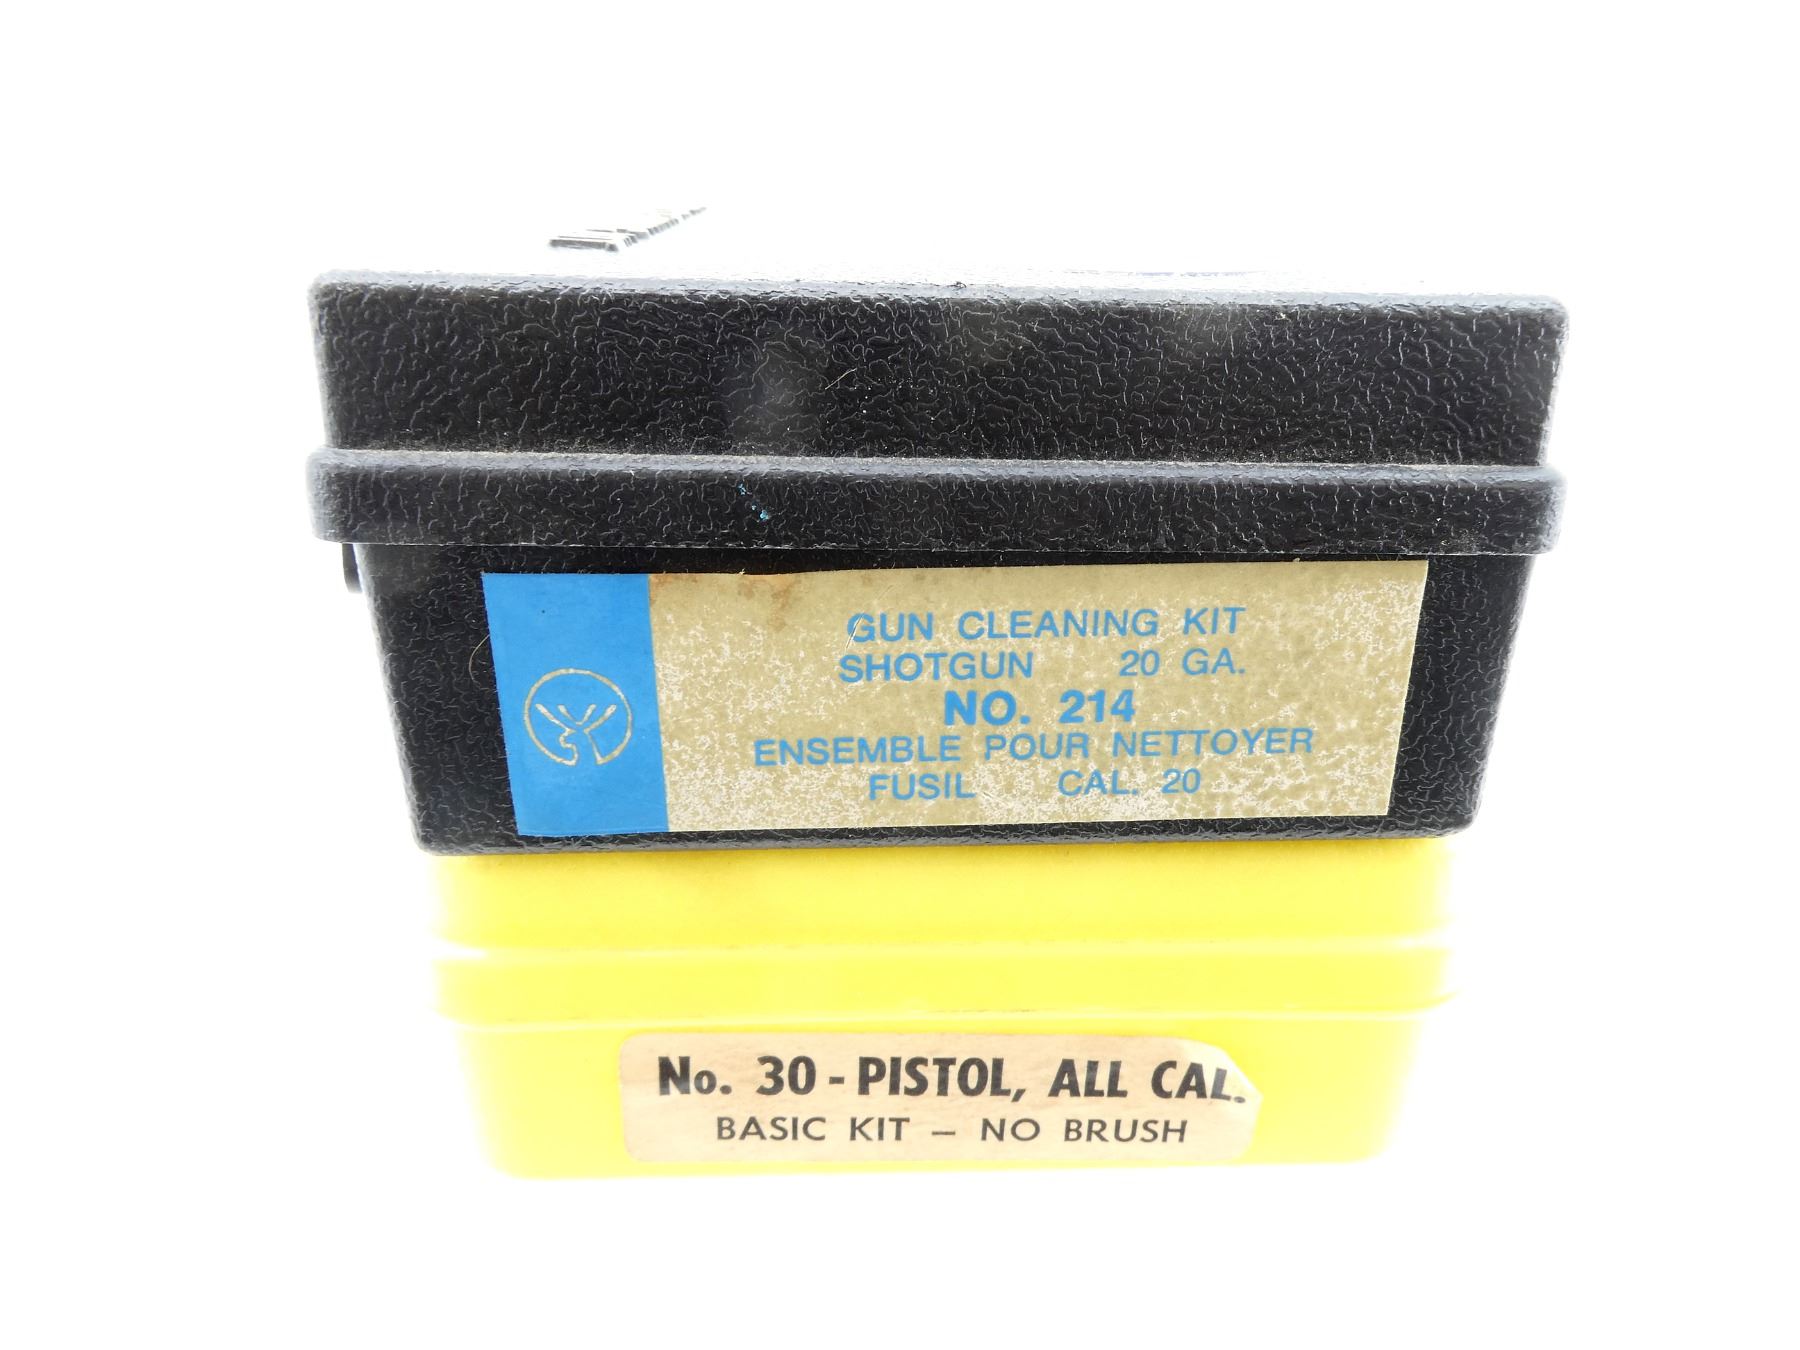 GUN CLEANING KIT
SHOTGUN 20 GA.
NO. 214
ENSEMBLE POUR NETTOYER
FUSIL CAL. 20
No. 30 - PISTOL, ALL CAL.
BASIC KIT – NO BRUSH